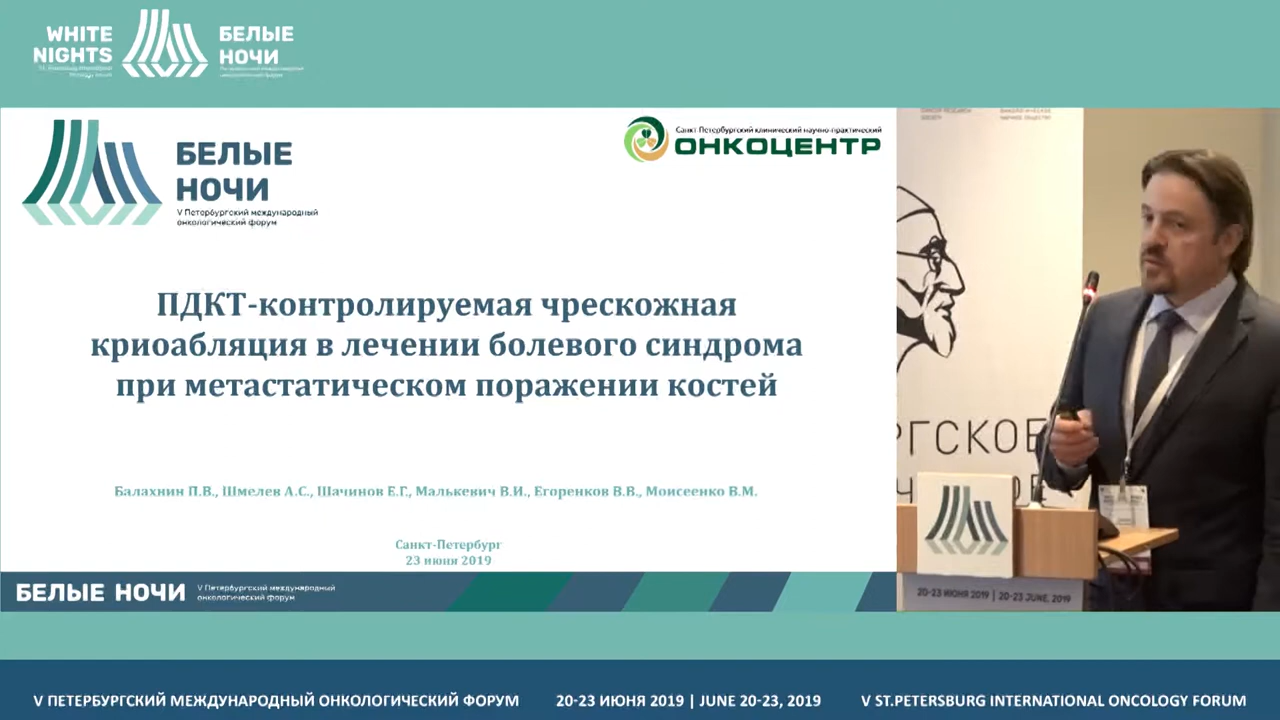 WHITE
NIGHTS
БЕЛЫЕ
НОЧИ
БЕЛЫЕ
НОЧИ
V Петербургский международный
онкологический форум
Санкт-Петербургский клинический научно-практический
ОНКОЦЕНТР
ПДКТ-контролируемая чрескожная
криоабляция в лечении болевого синдрома
при метастатическом поражении костей
Балахнин П.В., Шмелев А.С., Шачинов Е.Г., Малькевич В.И., Егоренков В.В., Моисеенко В.М.
Санкт-Петербург
23 июня 2019
БЕЛЫЕ НОЧИ
V Петербургский международный
онкологический форум
РГСКОЕ
20-23 ИЮНЯ 2019 | 20-23 JUNE, 2019
V ПЕТЕРБУРГСКИЙ МЕЖДУНАРОДНЫЙ ОНКОЛОГИЧЕСКИЙ ФОРУМ 20-23 ИЮНЯ 2019 | JUNE 20-23, 2019 V ST.PETERSBURG INTERNATIONAL ONCOLOGY FORUM